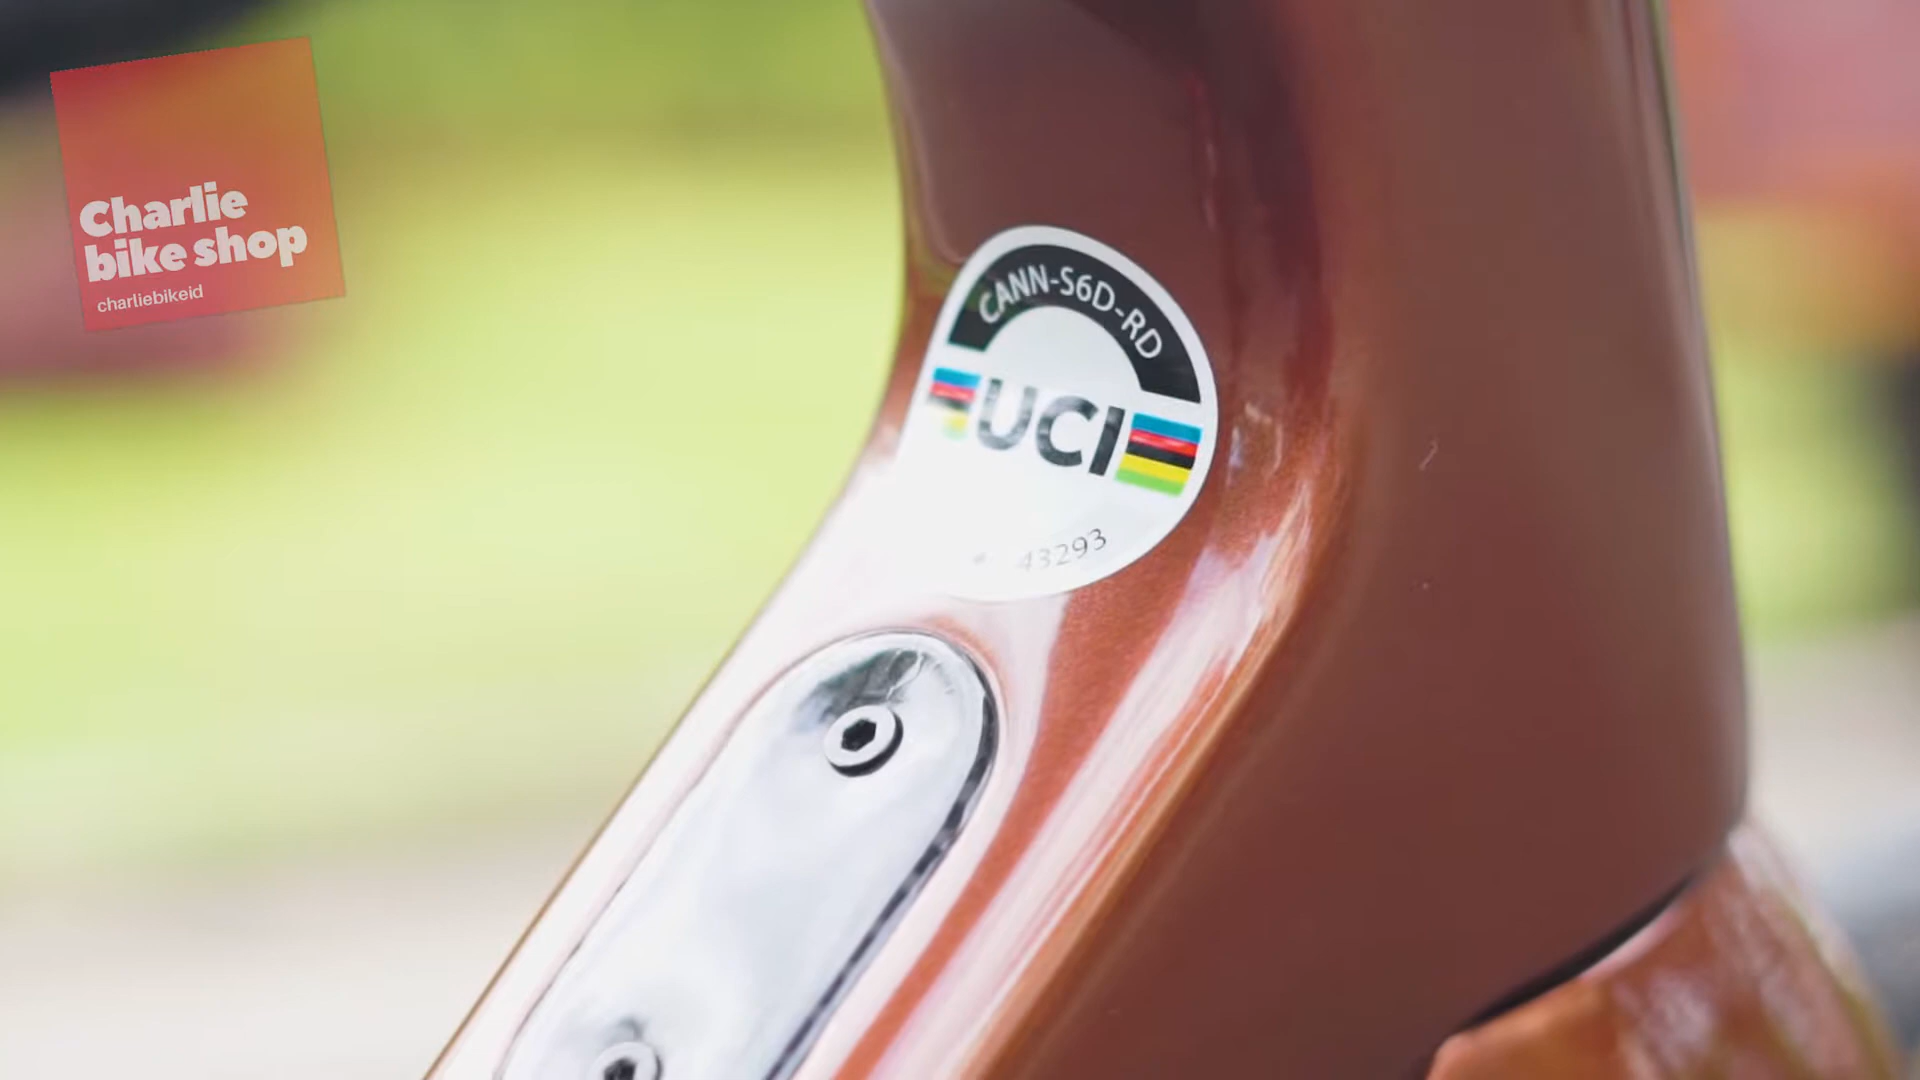 Charlie
bike shop
charliebikeid
CANN-S6D-RD
UCI
43293